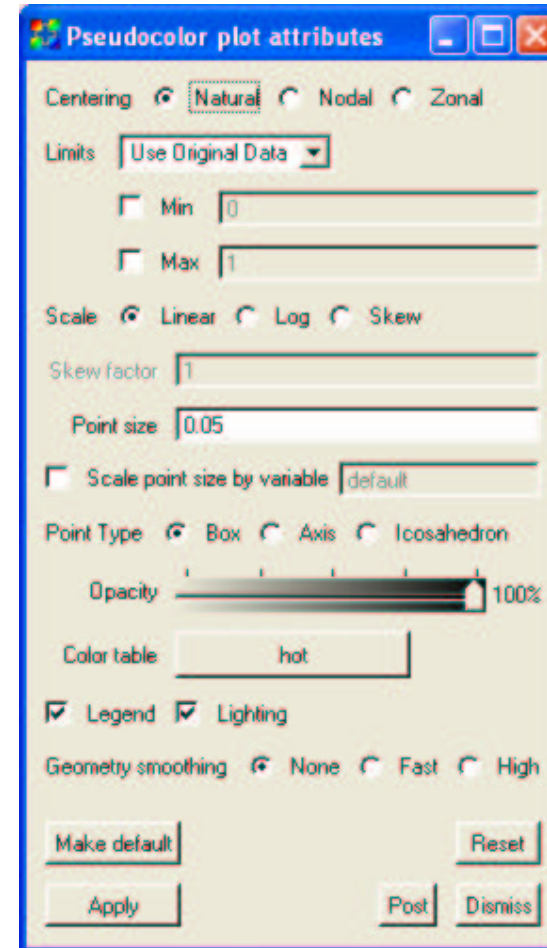 Pseudocolor plot attributes
Centering Natural Nodal Zonal
Limits Use Original Data
Min 0
Max 1
Scale Linear Log Skew
Skew factor 1
Point size 0.05
Scale point size by variable default
Point Type Box Axis Icosahedron
Opacity 100%
Color table hot
Legend Lighting
Geometry smoothing None Fast High
Make default Reset
Apply Post Dismiss